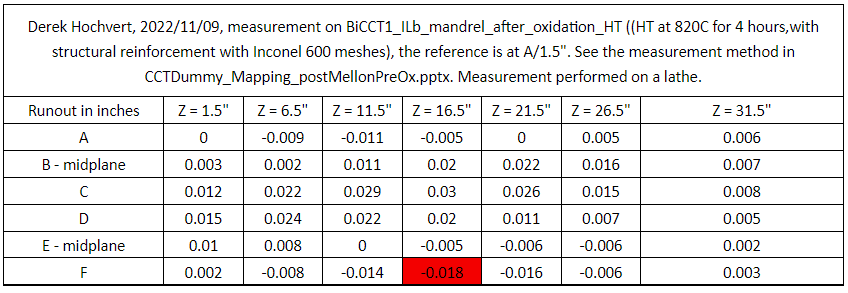 Derek Hochvert, 2022/11/09, measurement on BiCCT1_ILb_mandrel_after_oxidation_HT ((HT at 820C for 4 hours,with
structural reinforcement with Inconel 600 meshes), the reference is at A/1.5". See the measurement method in
CCTDummy_Mapping_postMellonPreOx.pptx. Measurement performed on a lathe.
Runout in inches Z = 1.5" Z = 6.5" Z = 11.5" Z = 16.5" Z = 21.5" Z = 26.5" Z = 31.5"
A 0 -0.009 -0.011 -0.005 0 0.005 0.006
B - midplane 0.003 0.002 0.011 0.02 0.022 0.016 0.007
C 0.012 0.022 0.029 0.03 0.026 0.015 0.008
D 0.015 0.024 0.022 0.02 0.011 0.007 0.005
E - midplane 0.01 0.008 0 -0.005 -0.006 -0.006 0.002
F 0.002 -0.008 -0.014 -0.018 -0.016 -0.006 0.003